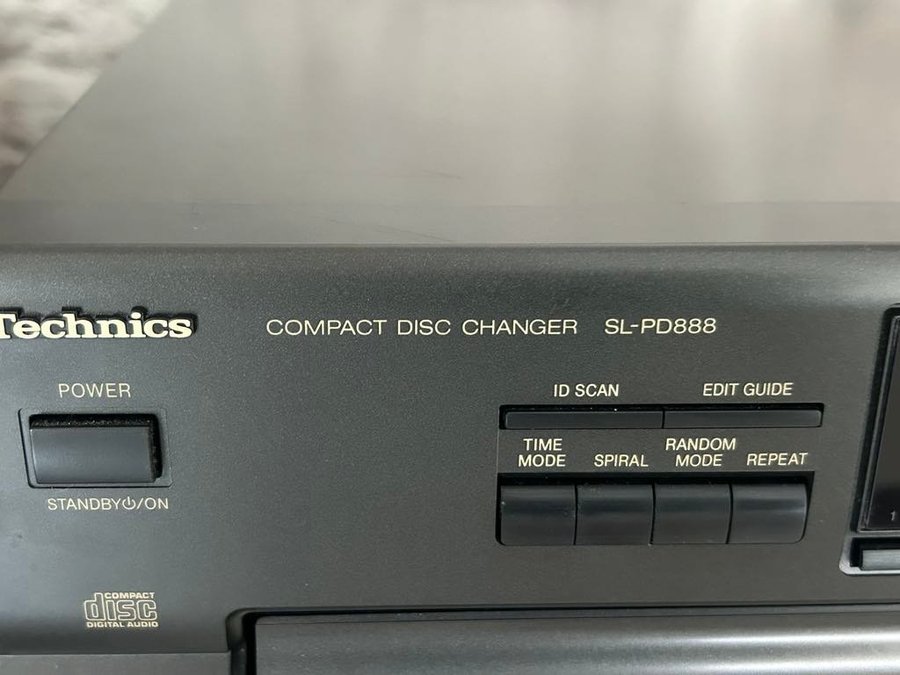 Technics
COMPACT DISC CHANGER SL-PD888
POWER
STANDBY⏻/ON
ID SCAN
EDIT GUIDE
TIME MODE
SPIRAL
RANDOM MODE
REPEAT
1
COMPACT
disc
DIGITAL AUDIO